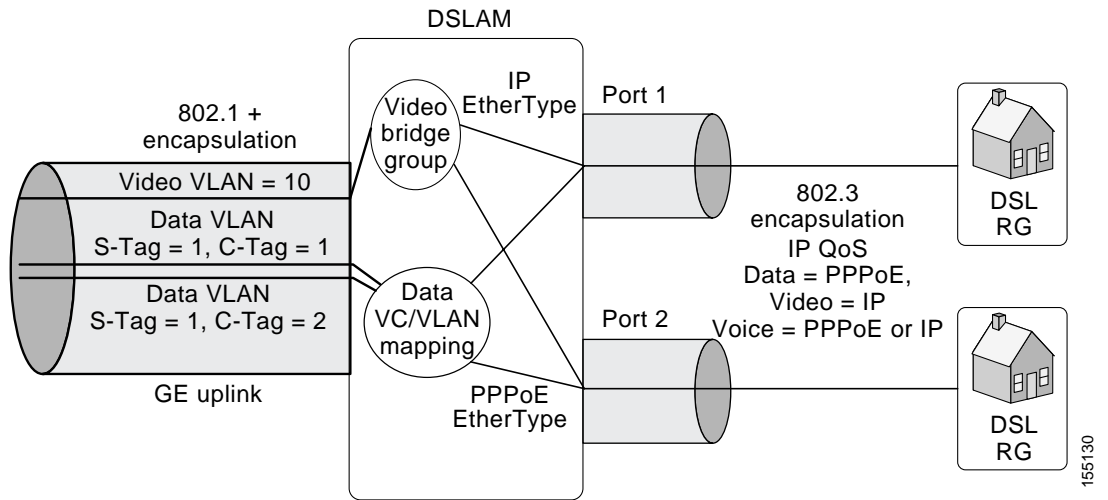 DSLAM
802.1 +
encapsulation
Video VLAN = 10
Data VLAN
S-Tag = 1, C-Tag = 1
Data VLAN
S-Tag = 1, C-Tag = 2
GE uplink
Video
bridge
group
IP
EtherType
Data
VC/VLAN
mapping
PPPoE
EtherType
Port 1
Port 2
802.3
encapsulation
IP QoS
Data = PPPoE,
Video = IP
Voice = PPPoE or IP
DSL
RG
DSL
RG
155130